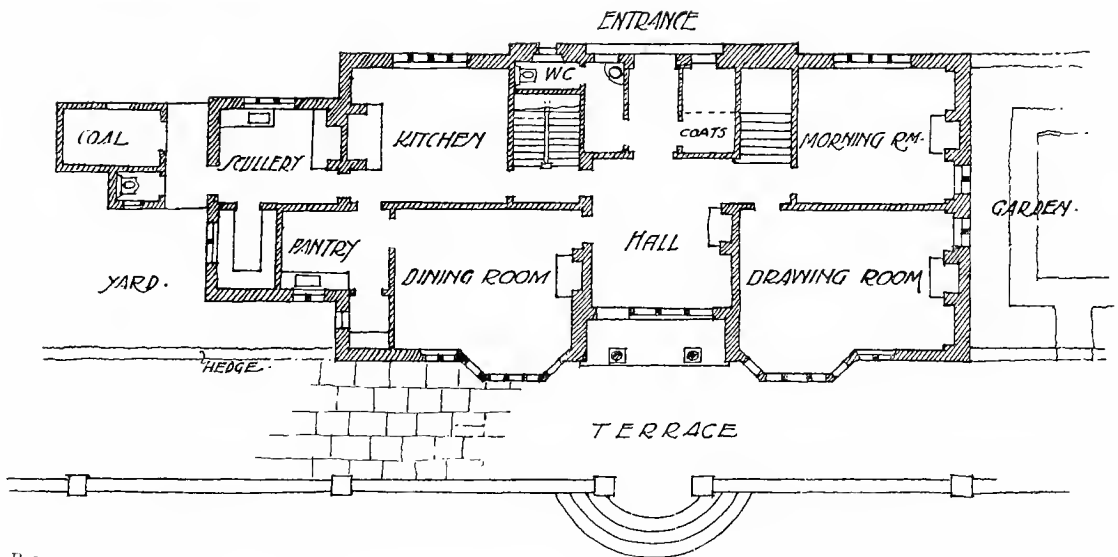 ENTRANCE
WC
COAL
SCULLERY
KITCHEN
COATS
MORNING RM.
GARDEN.
PANTRY
HALL
DINING ROOM
DRAWING ROOM
YARD.
HEDGE.
TERRACE